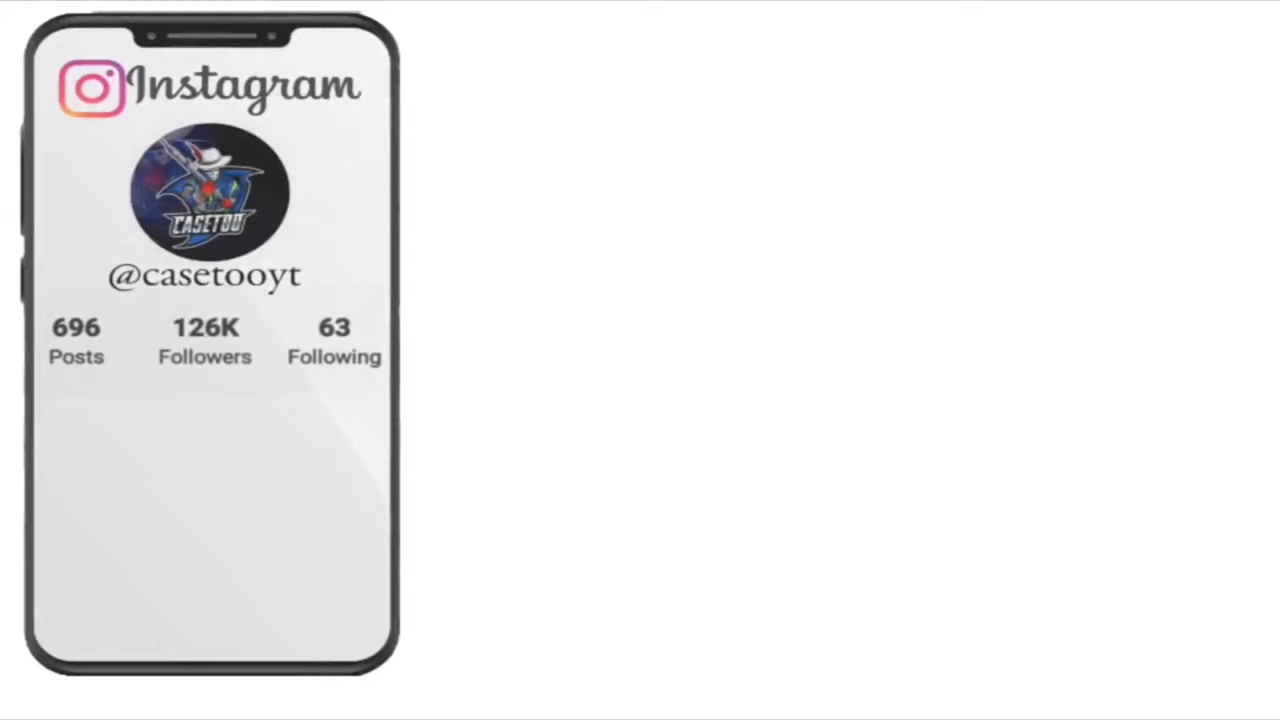 Instagram
CASETOO
@casetooyt
696 126K 63
Posts Followers Following